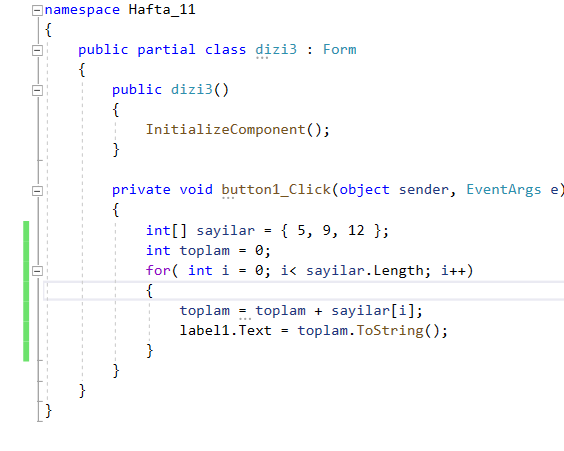 namespace Hafta_11
{
public partial class dizi3 : Form
{
public dizi3()
{
InitializeComponent();
}
private void button1_Click(object sender, EventArgs e)
{
int[] sayilar = { 5, 9, 12 };
int toplam = 0;
for( int i = 0; i< sayilar.Length; i++)
{
toplam = toplam + sayilar[i];
label1.Text = toplam.ToString();
}
}
}
}